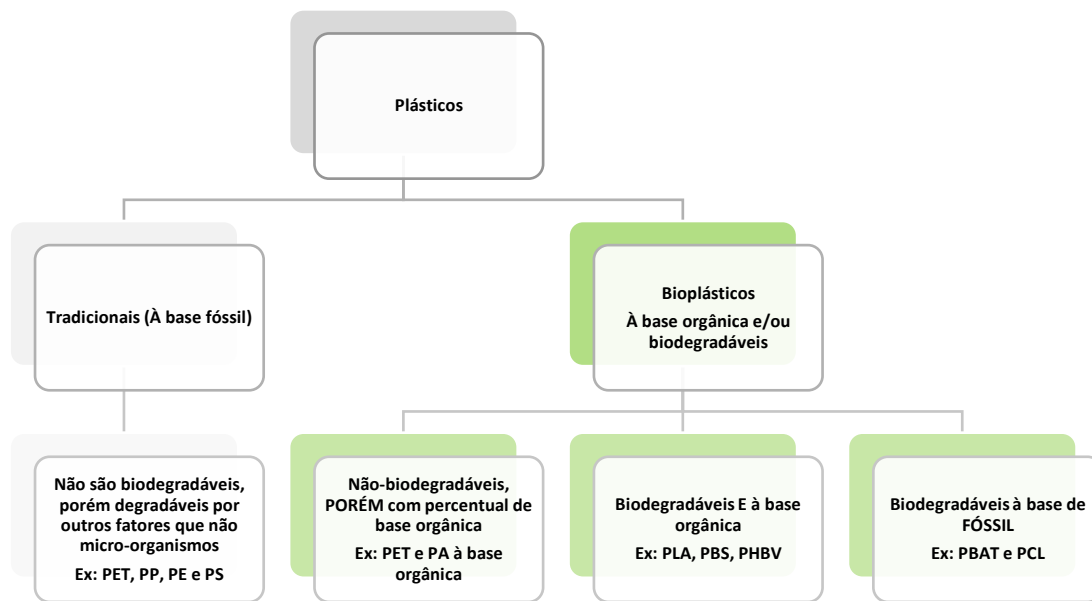 Plásticos
Tradicionais (À base fóssil)
Bioplásticos
À base orgânica e/ou
biodegradáveis
Não são biodegradáveis,
porém degradáveis por
outros fatores que não
micro-organismos
Ex: PET, PP, PE e PS
Não-biodegradáveis,
PORÉM com percentual de
base orgânica
Ex: PET e PA à base
orgânica
Biodegradáveis E à base
orgânica
Ex: PLA, PBS, PHBV
Biodegradáveis à base de
FÓSSIL
Ex: PBAT e PCL